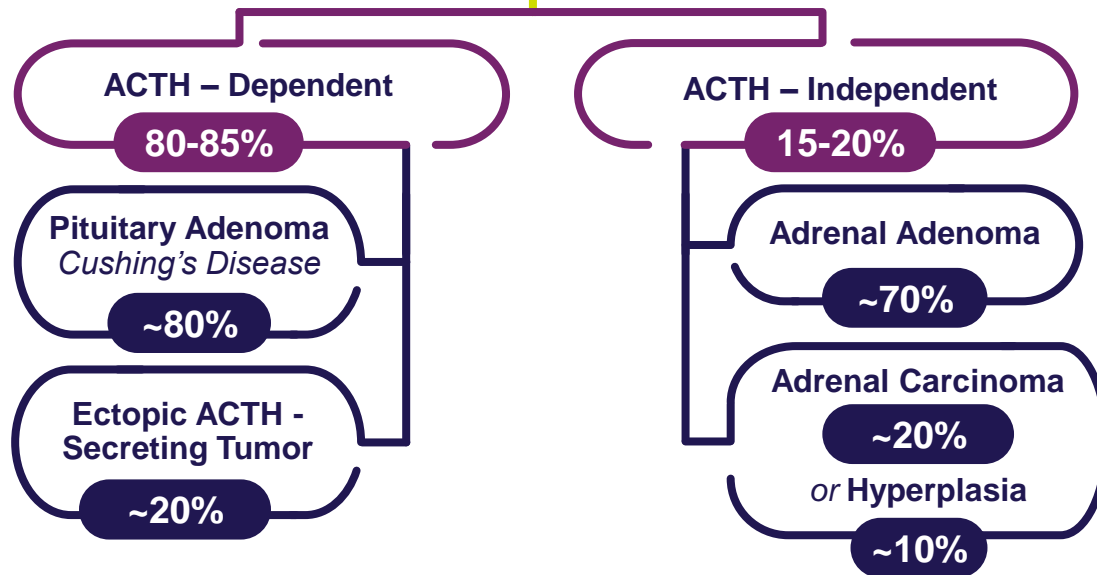 ACTH – Dependent
80-85%
Pituitary Adenoma
Cushing's Disease
~80%
Ectopic ACTH -
Secreting Tumor
~20%
ACTH – Independent
15-20%
Adrenal Adenoma
~70%
Adrenal Carcinoma
~20%
or Hyperplasia
~10%